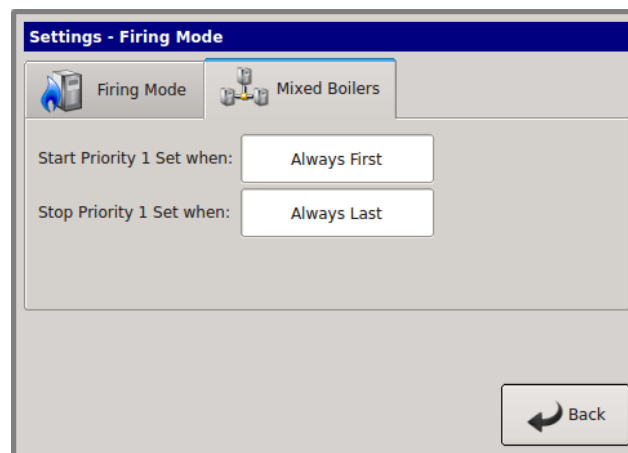 Settings - Firing Mode
Firing Mode
Mixed Boilers
Start Priority 1 Set when:
Always First
Stop Priority 1 Set when:
Always Last
Back